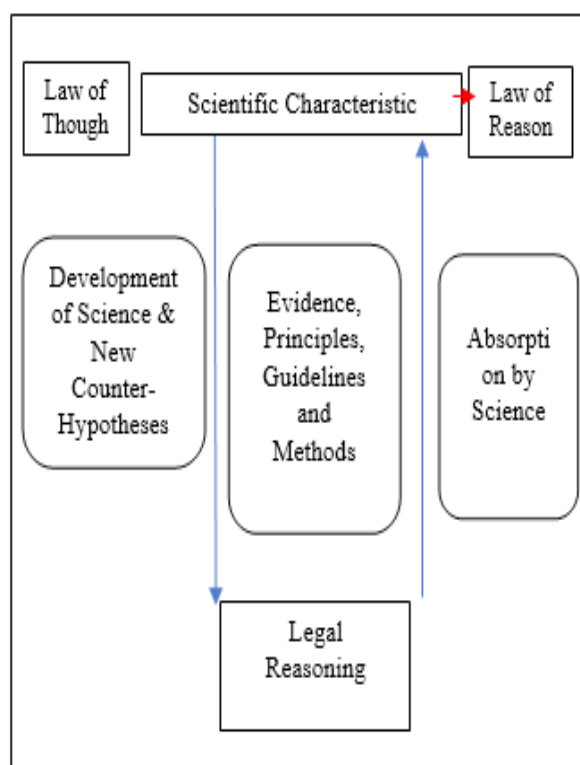 Law of
Though
Scientific Characteristic
Law of
Reason
Development
of Science &
New
Counter-
Hypotheses
Evidence,
Principles,
Guidelines
and
Methods
Absorpti
on by
Science
Legal
Reasoning